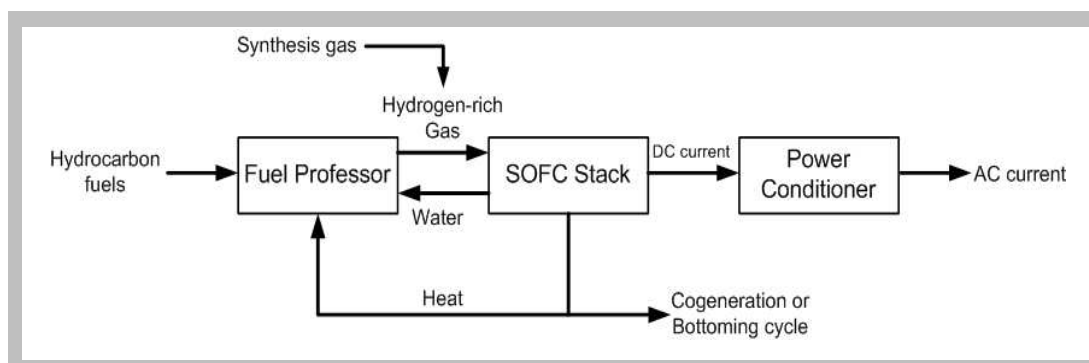 Synthesis gas
Hydrogen-rich
Gas
Hydrocarbon
fuels
Fuel Professor
SOFC Stack
DC current
Power
Conditioner
AC current
Water
Heat
Cogeneration or
Bottoming cycle